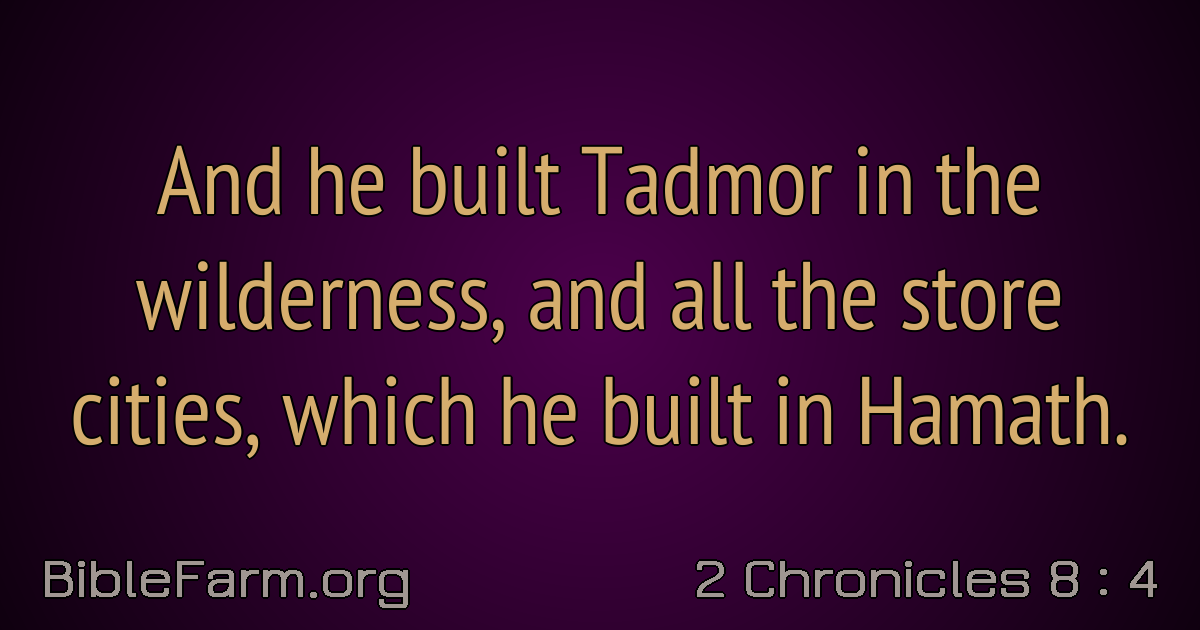 And he built Tadmor in the
wilderness, and all the store
cities, which he built in Hamath.
BibleFarm.org
2 Chronicles 8 : 4